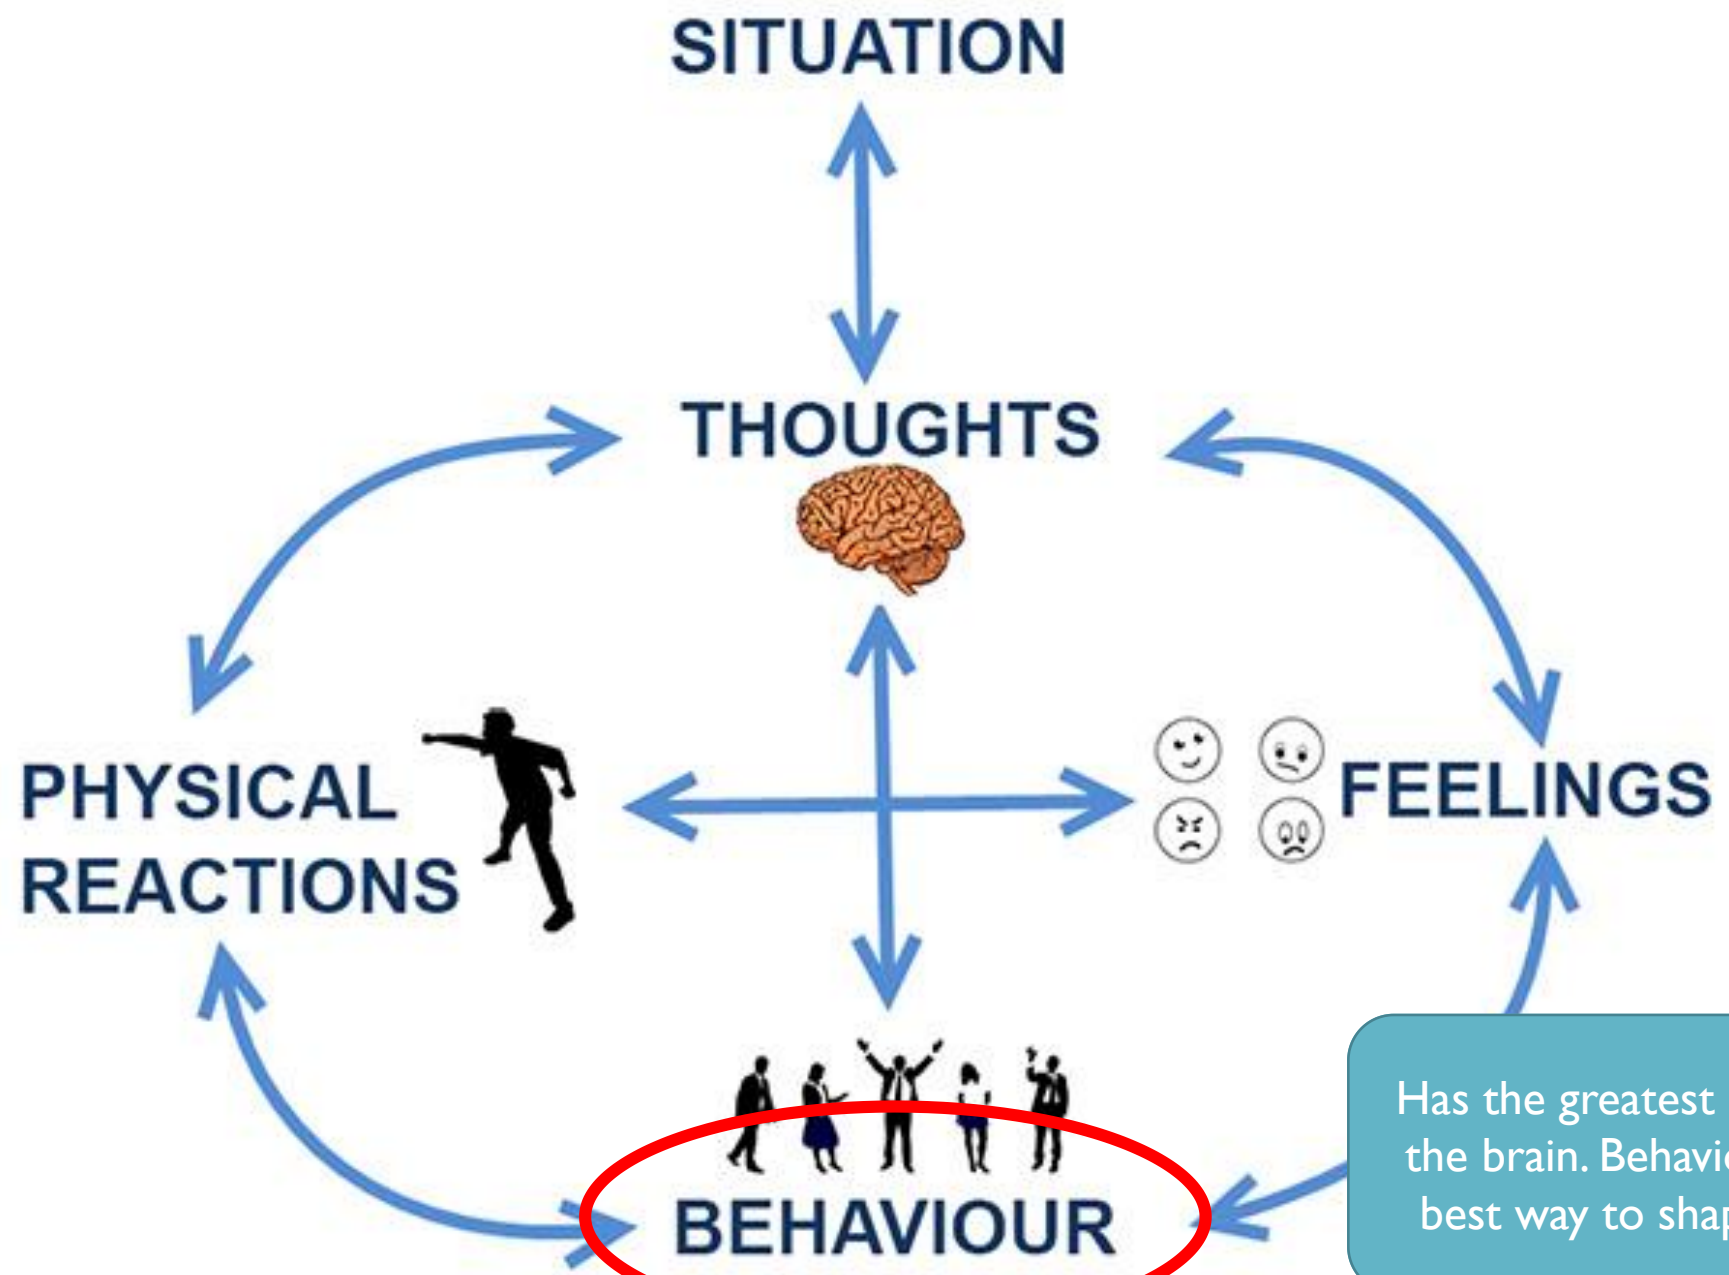 SITUATION
THOUGHTS
PHYSICAL
REACTIONS
FEELINGS
BEHAVIOUR
Has the greatest
the brain. Behavi
best way to sha